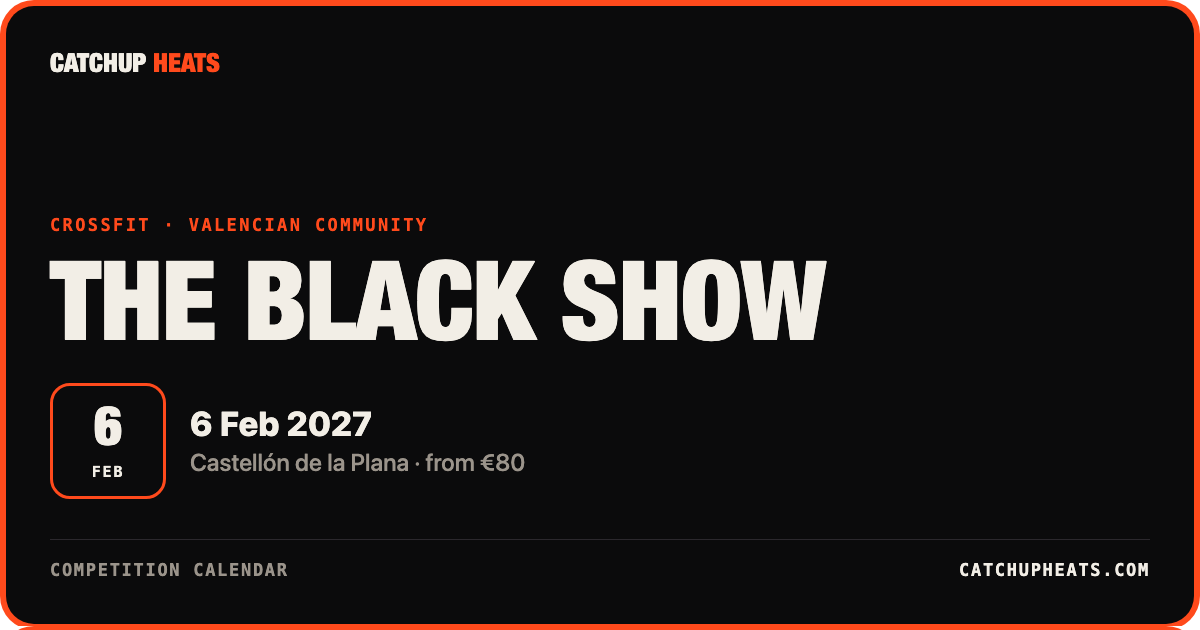 CATCHUP HEATS
CROSSFIT · VALENCIAN COMMUNITY
THE BLACK SHOW
6
FEB
6 Feb 2027
Castellón de la Plana · from €80
COMPETITION CALENDAR
CATCHUPHEATS.COM